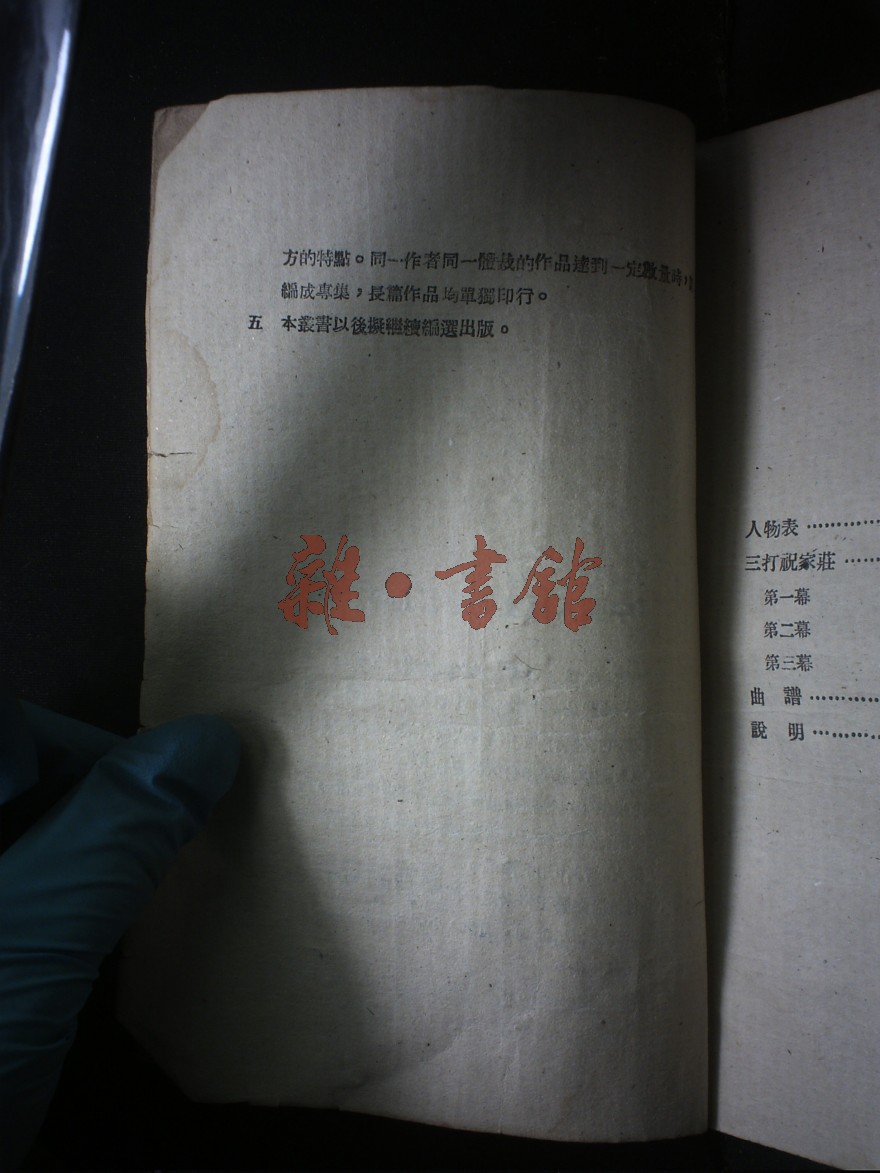 方的特點。同一作者同一體裁的作品達到一定數量時，
編成專集，長篇作品均單獨印行。
五 本叢書以後擬繼續編選出版。
雜·書館
人物表…………
三打祝家莊……
第一幕
第二幕
第三幕
曲譜…………
說明…………